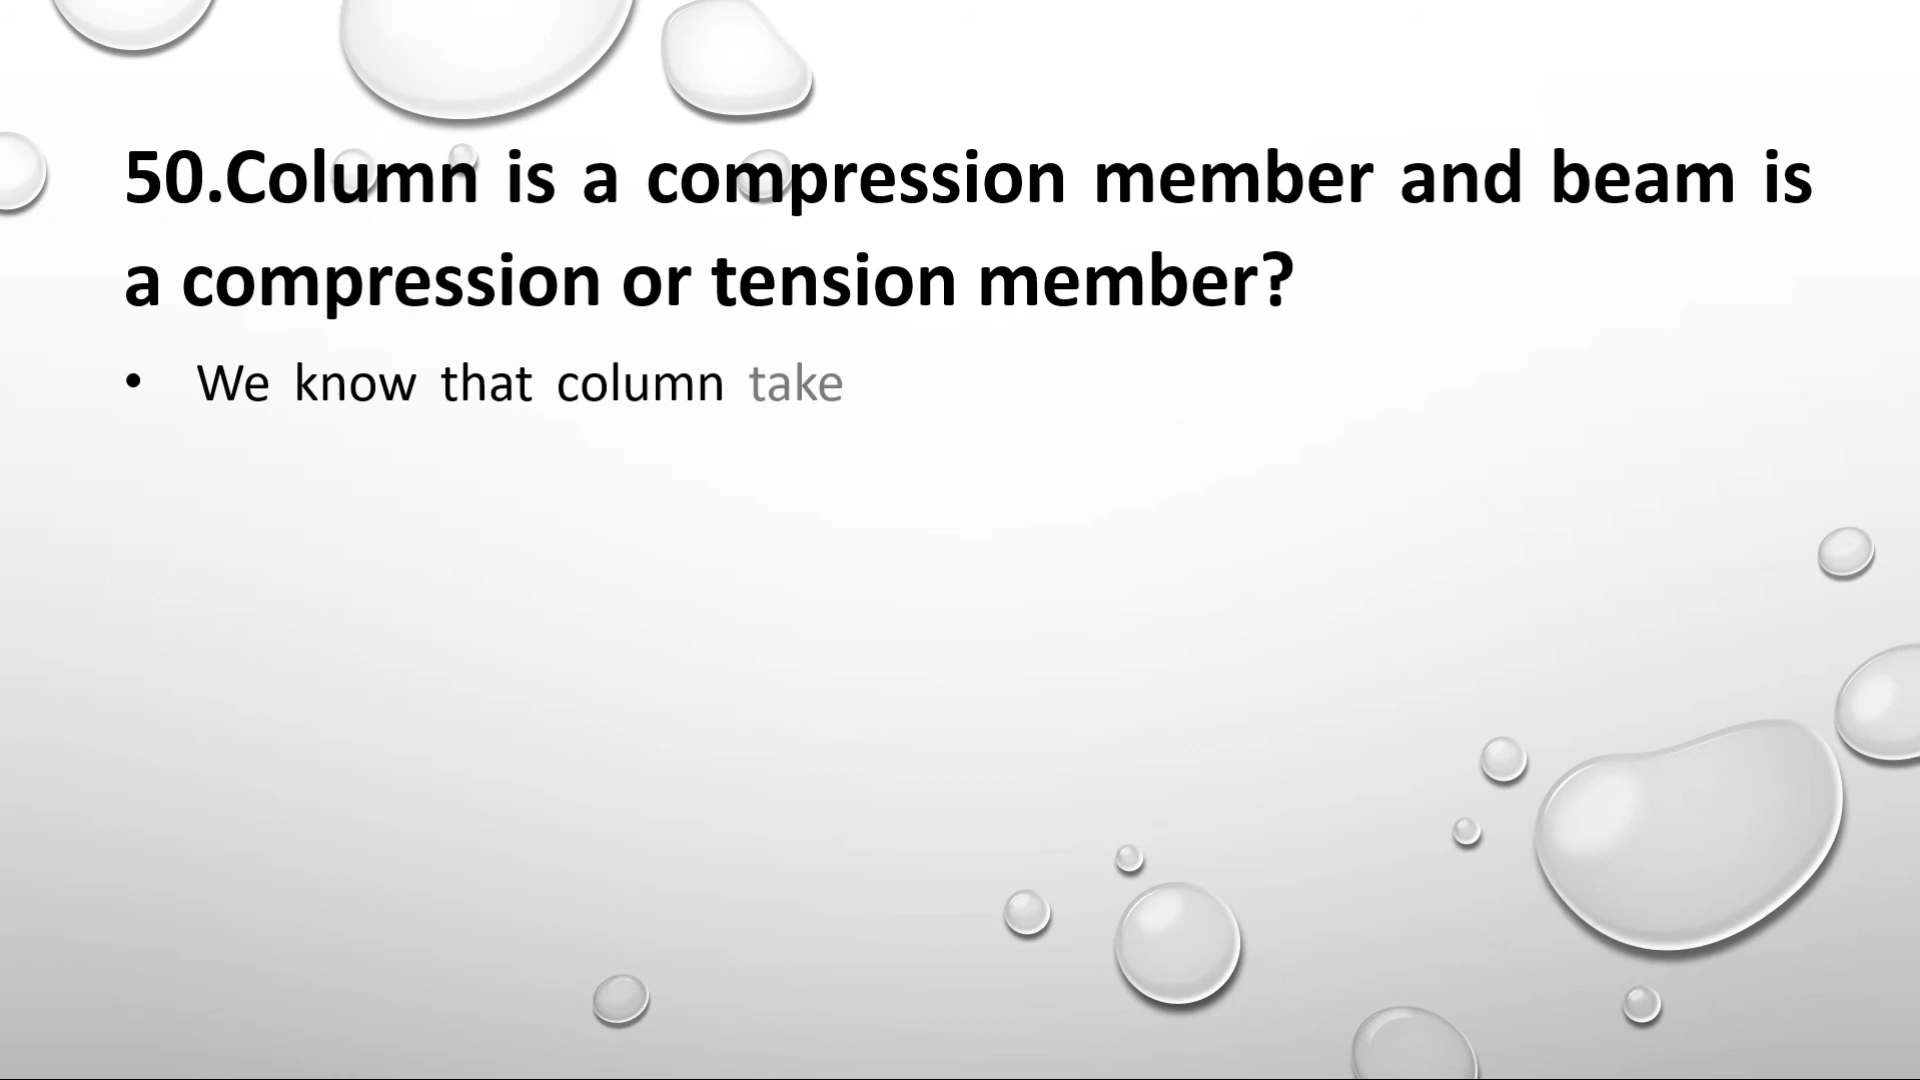 50.Column is a compression member and beam is
a compression or tension member?
• We know that column take